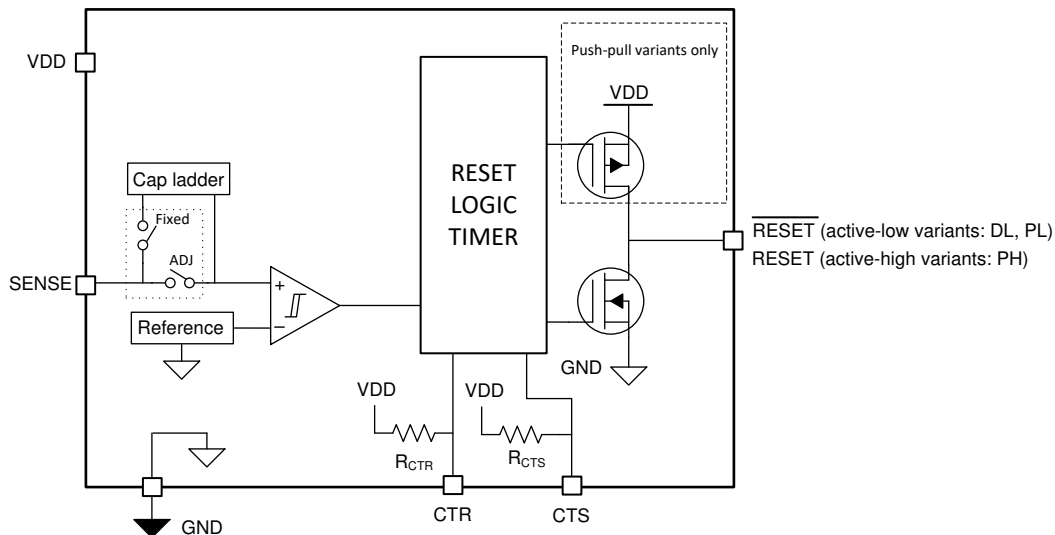 Push-pull variants only
VDD
VDD
RESET
LOGIC
TIMER
Cap ladder
Fixed
ADJ
SENSE
Reference
RESET (active-low variants: DL, PL)
RESET (active-high variants: PH)
GND
VDD
VDD
RCTR
RCTS
GND
CTR
CTS